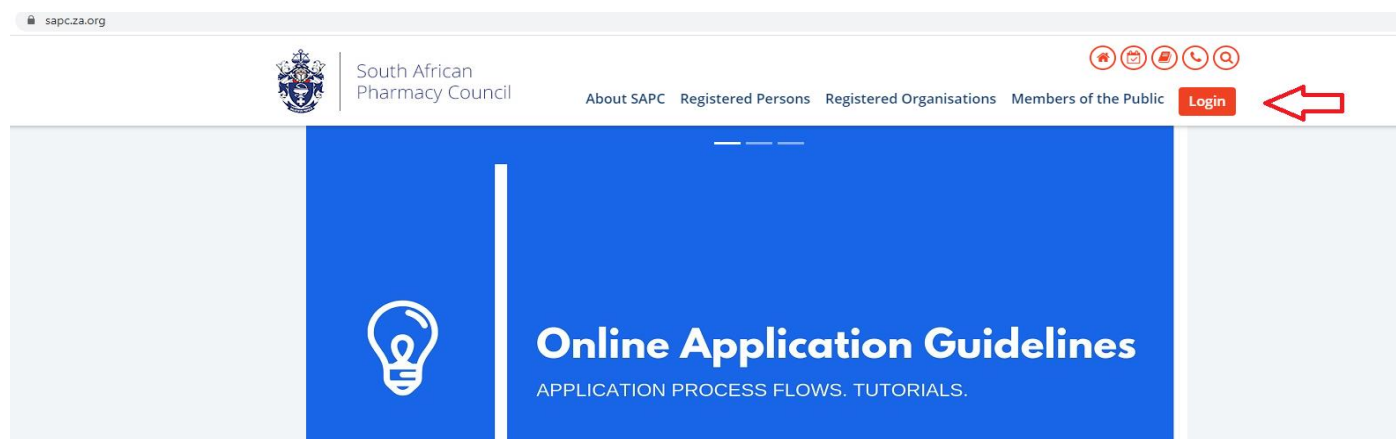 sapc.za.org
South African
Pharmacy Council
About SAPC Registered Persons Registered Organisations Members of the Public Login
Online Application Guidelines
APPLICATION PROCESS FLOWS. TUTORIALS.